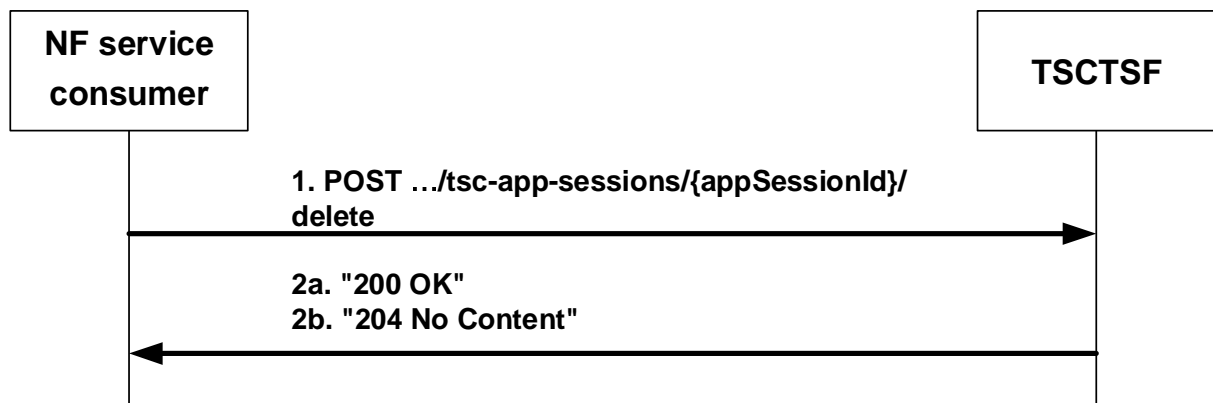 NF service
consumer
TSCTSF
1. POST …/tsc-app-sessions/{appSessionId}/
delete
2a. "200 OK"
2b. "204 No Content"